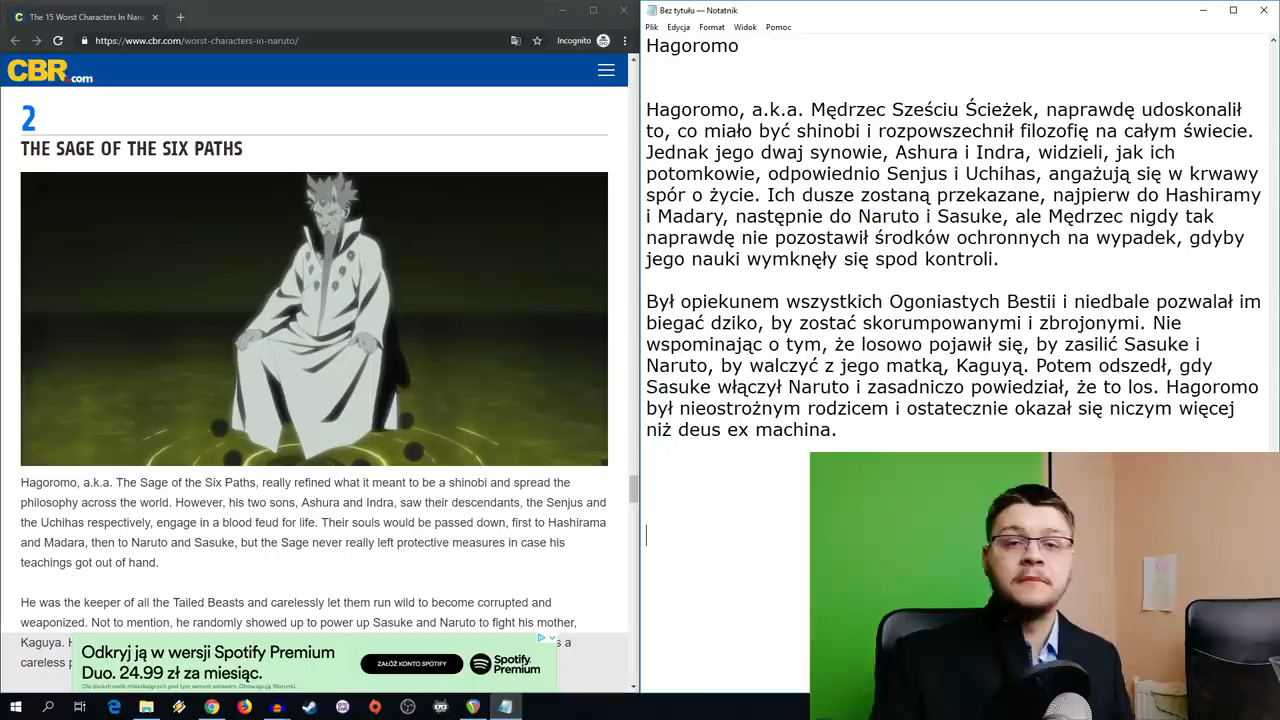 The 15 Worst Characters In Naru
https://www.cbr.com/worst-characters-in-naruto/
Incognito
CBR.com
2
THE SAGE OF THE SIX PATHS
Hagoromo, a.k.a. The Sage of the Six Paths, really refined what it meant to be a shinobi and spread the
philosophy across the world. However, his two sons, Ashura and Indra, saw their descendants, the Senjus and
the Uchihas respectively, engage in a blood feud for life. Their souls would be passed down, first to Hashirama
and Madara, then to Naruto and Sasuke, but the Sage never really left protective measures in case his
teachings got out of hand.
He was the keeper of all the Tailed Beasts and carelessly let them run wild to become corrupted and
weaponized. Not to mention, he randomly showed up to power up Sasuke and Naruto to fight his mother,
Kaguya. H
s a
careless p
Odkryj ją w wersji Spotify Premium
Duo. 24.99 zł za miesiąc.
Dla dwóch osób mieszkających pod tym samym adresem. Obowiązują Warunki.
ZAŁÓŻ KONTO SPOTIFY
Spotify
Premium
Bez tytułu – Notatnik
Plik Edycja Format Widok Pomoc
Hagoromo
Hagoromo, a.k.a. Mędrzec Sześciu Ścieżek, naprawdę udoskonalił
to, co miało być shinobi i rozpowszechnił filozofię na całym świecie.
Jednak jego dwaj synowie, Ashura i Indra, widzieli, jak ich
potomkowie, odpowiednio Senjus i Uchihas, angażują się w krwawy
spór o życie. Ich dusze zostaną przekazane, najpierw do Hashiramy
i Madary, następnie do Naruto i Sasuke, ale Mędrzec nigdy tak
naprawdę nie pozostawił środków ochronnych na wypadek, gdyby
jego nauki wymknęły się spod kontroli.
Był opiekunem wszystkich Ogoniastych Bestii i niedbale pozwalał im
biegać dziko, by zostać skorumpowanymi i zbrojonymi. Nie
wspominając o tym, że losowo pojawił się, by zasilić Sasuke i
Naruto, by walczyć z jego matką, Kaguyą. Potem odszedł, gdy
Sasuke włączył Naruto i zasadniczo powiedział, że to los. Hagoromo
był nieostrożnym rodzicem i ostatecznie okazał się niczym więcej
niż deus ex machina.